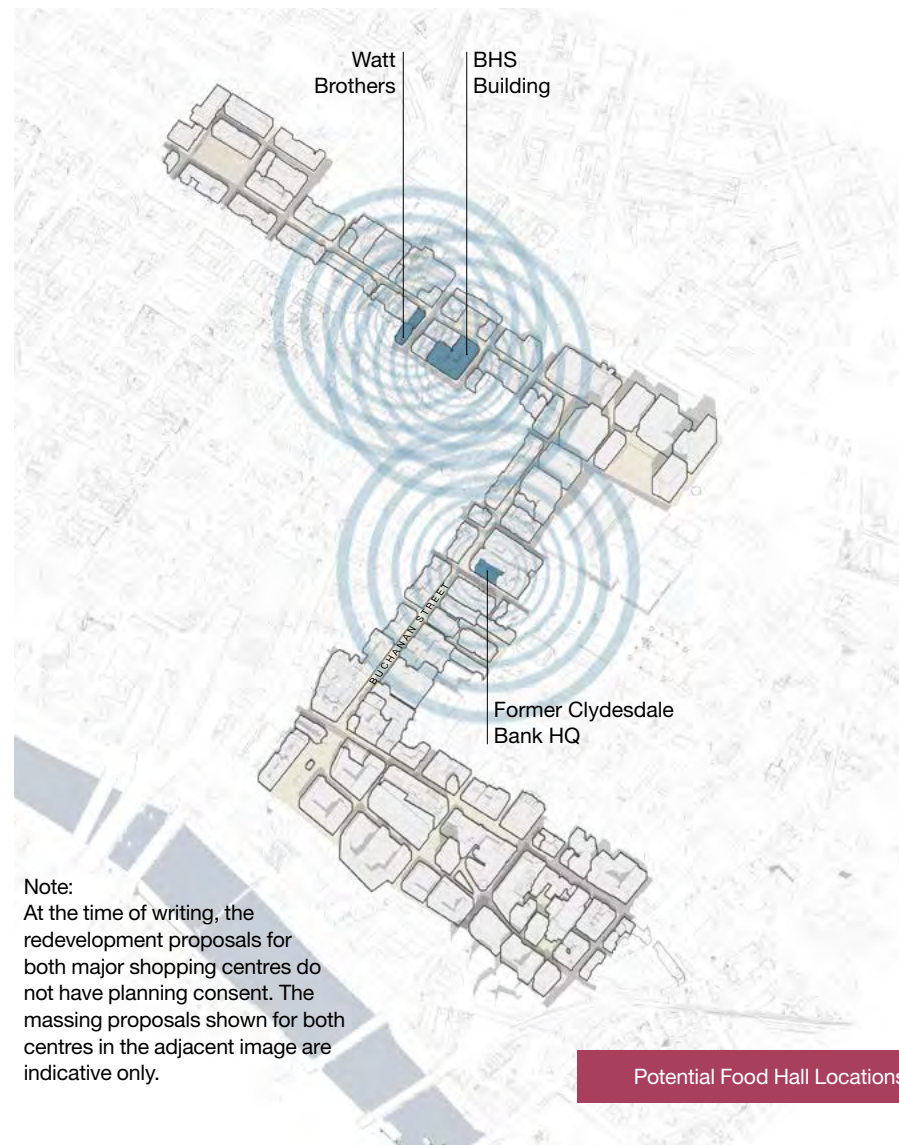 Watt
Brothers
BHS
Building
BUCHANAN STREET
Former Clydesdale
Bank HQ
Note:
At the time of writing, the
redevelopment proposals for
both major shopping centres do
not have planning consent. The
massing proposals shown for both
centres in the adjacent image are
indicative only.
Potential Food Hall Locations